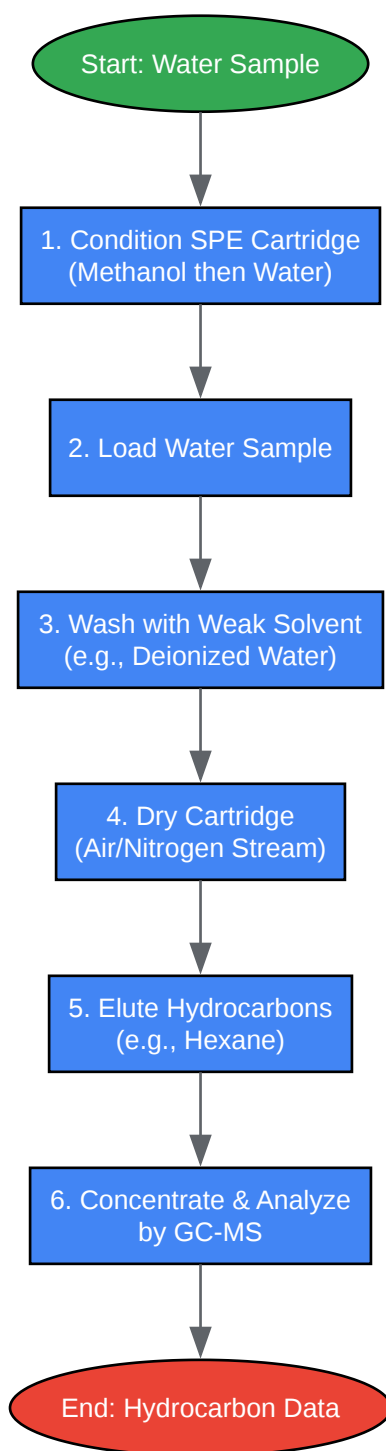 Start: Water Sample
1. Condition SPE Cartridge
(Methanol then Water)
2. Load Water Sample
3. Wash with Weak Solvent
(e.g., Deionized Water)
4. Dry Cartridge
(Air/Nitrogen Stream)
5. Elute Hydrocarbons
(e.g., Hexane)
6. Concentrate & Analyze
by GC-MS
End: Hydrocarbon Data